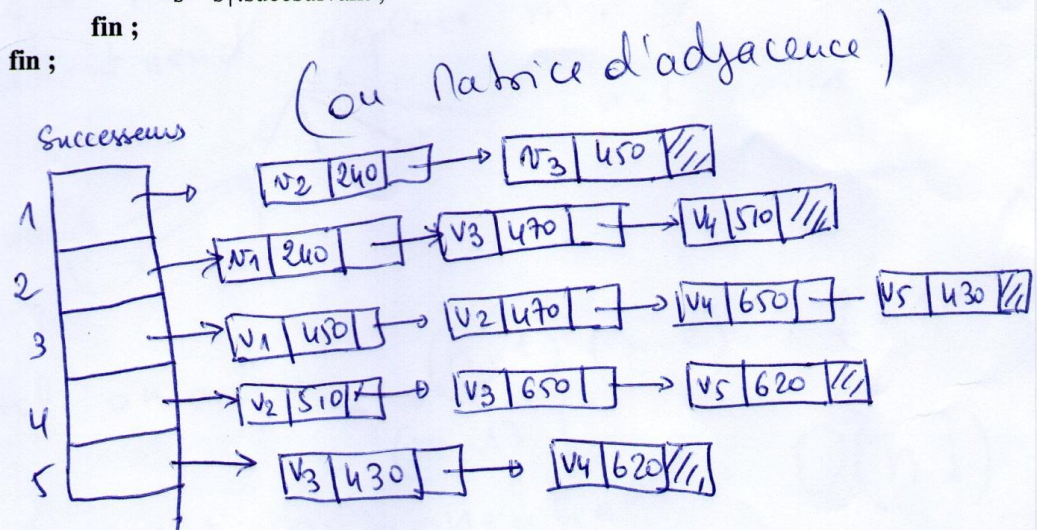 fin ;
fin ;
(ou Matrice d'adjacence)
Successeurs
1 v2 240 v3 450
2 v1 240 v3 470 v4 510
3 v1 450 v2 470 v4 650 v5 430
4 v2 510 v3 650 v5 620
5 v3 430 v4 620